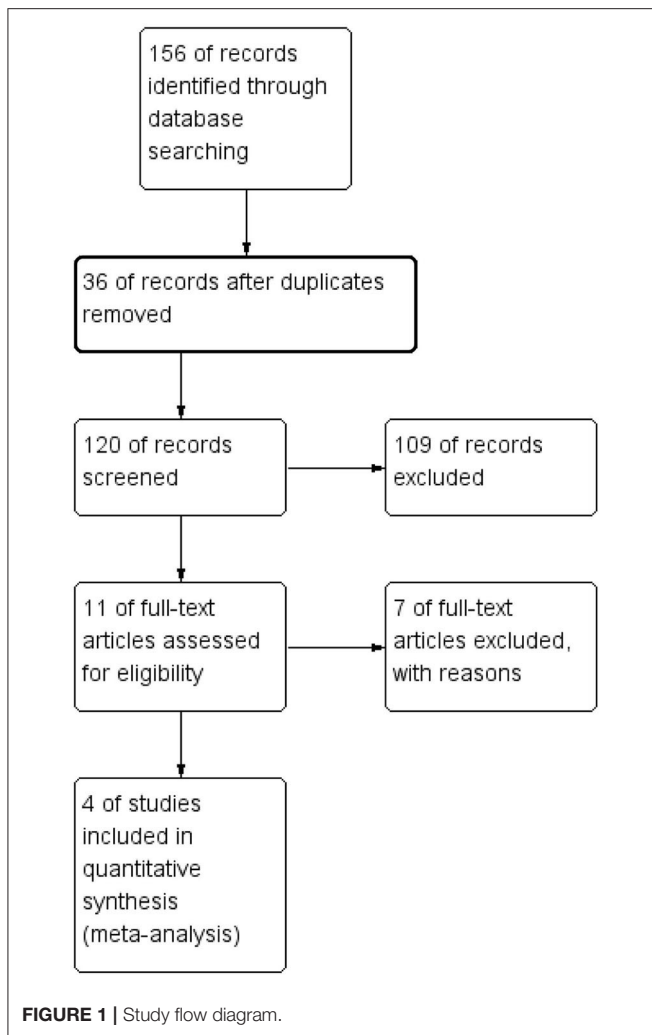 156 of records
identified through
database
searching
36 of records after duplicates
removed
120 of records
screened
109 of records
excluded
11 of full-text
articles assessed
for eligibility
7 of full-text
articles excluded,
with reasons
4 of studies
included in
quantitative
synthesis
(meta-analysis)
FIGURE 1 | Study flow diagram.